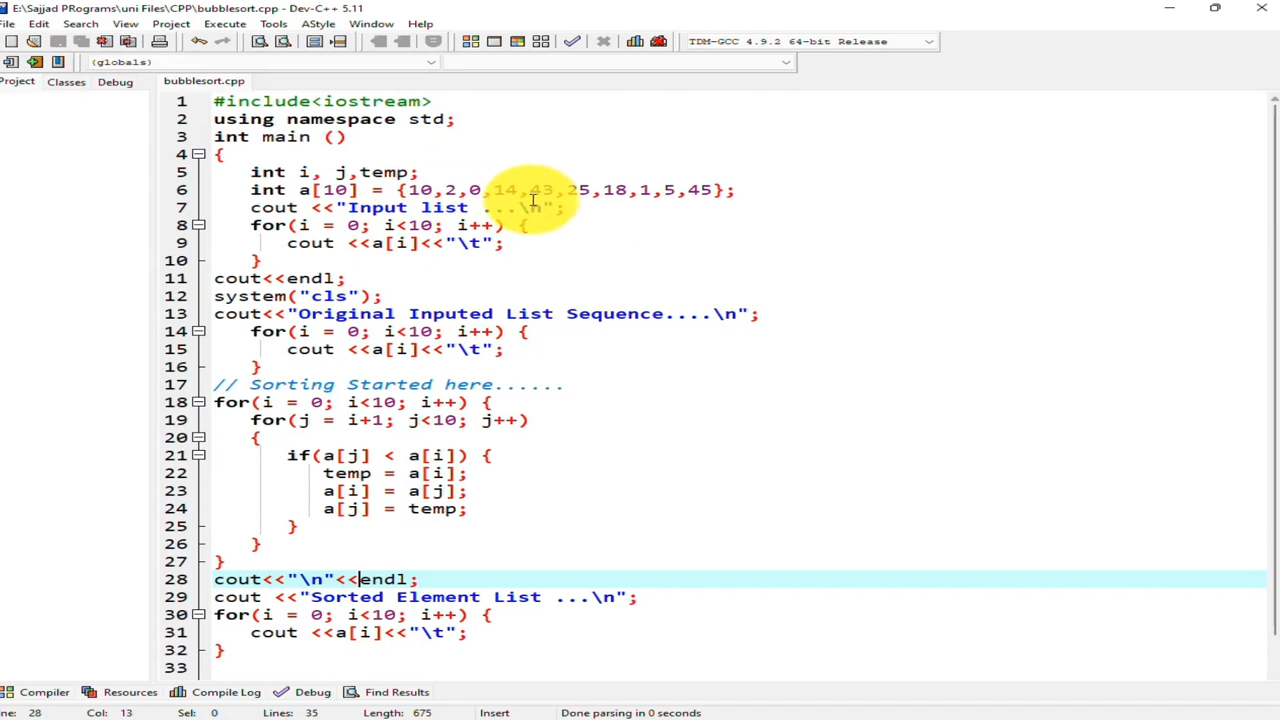 E:\Sajjad PRograms\uni Files\CPP\bubblesort.cpp - Dev-C++ 5.11
File Edit Search View Project Execute Tools AStyle Window Help
TDM-GCC 4.9.2 64-bit Release
(globals)
Project Classes Debug bubblesort.cpp
1 #include<iostream>
2 using namespace std;
3 int main ()
4 {
5 int i, j,temp;
6 int a[10] = {10,2,0,14,43,25,18,1,5,45};
7 cout <<"Input list ...\n";
8 for(i = 0; i<10; i++) {
9 cout <<a[i]<<"\t";
10 }
11 cout<<endl;
12 system("cls");
13 cout<<"Original Inputed List Sequence....\n";
14 for(i = 0; i<10; i++) {
15 cout <<a[i]<<"\t";
16 }
17 // Sorting Started here......
18 for(i = 0; i<10; i++) {
19 for(j = i+1; j<10; j++)
20 {
21 if(a[j] < a[i]) {
22 temp = a[i];
23 a[i] = a[j];
24 a[j] = temp;
25 }
26 }
27 }
28 cout<<"\n"<<endl;
29 cout <<"Sorted Element List ...\n";
30 for(i = 0; i<10; i++) {
31 cout <<a[i]<<"\t";
32 }
33
Compiler Resources Compile Log Debug Find Results
ne: 28 Col: 13 Sel: 0 Lines: 35 Length: 675 Insert Done parsing in 0 seconds